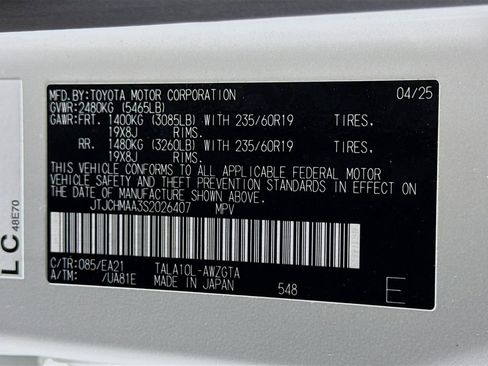 MFD.BY:TOYOTA MOTOR CORPORATION 04/25
GVWR:2480KG (5465LB)
GAWR:FRT. 1400KG (3085LB) WITH 235/60R19 TIRES,
19X8J RIMS.
RR. 1480KG (3260LB) WITH 235/60R19 TIRES,
19X8J RIMS.
THIS VEHICLE CONFORMS TO ALL APPLICABLE FEDERAL MOTOR
VEHICLE SAFETY AND THEFT PREVENTION STANDARDS IN EFFECT ON
THE DATE OF MANUFACTURE SHOWN ABOVE.
JTJCHMAA3S2026407 MPV
C/TR:085/EA21 TALA10L-AWZGTA
A/TM: /UA81E MADE IN JAPAN 548
E
LC
48E70